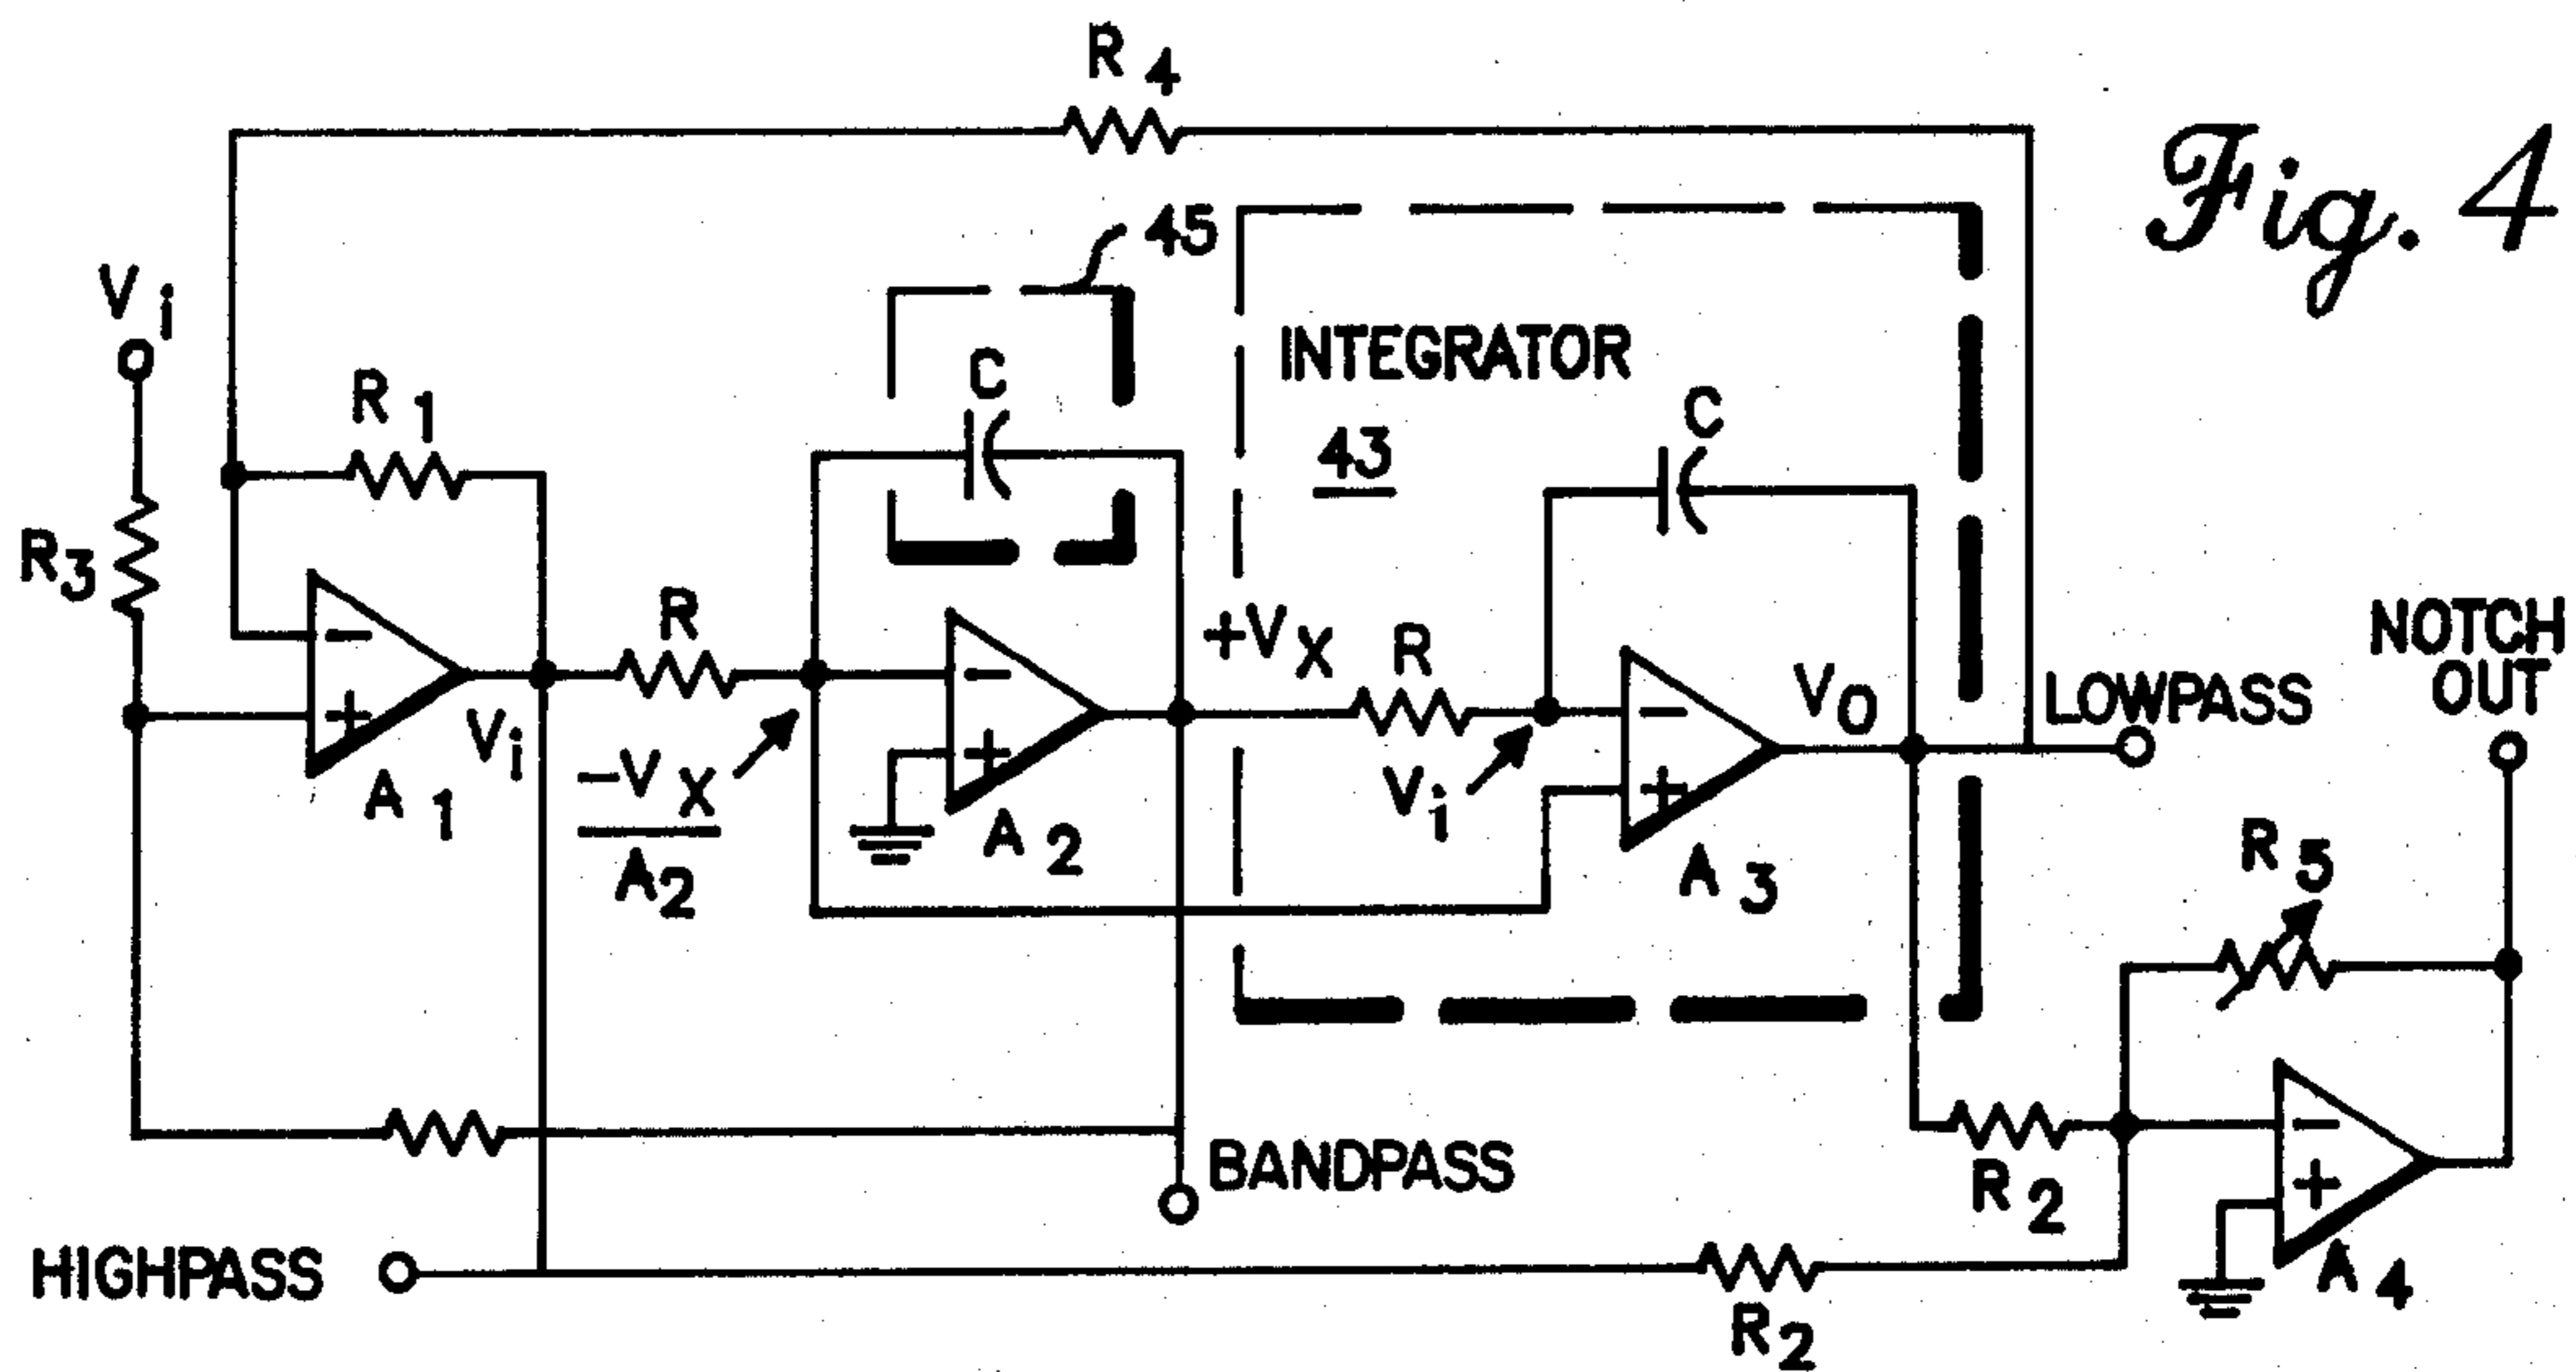 R4
Fig. 4
45
Vi
INTEGRATOR
43
C
C
R1
R3
R
+VX
R
NOTCH
OUT
VO
LOWPASS
−
+
Vi
A1
−VX
A2
−
+
A2
Vi
−
+
A3
R5
BANDPASS
R2
−
+
A4
HIGHPASS
R2